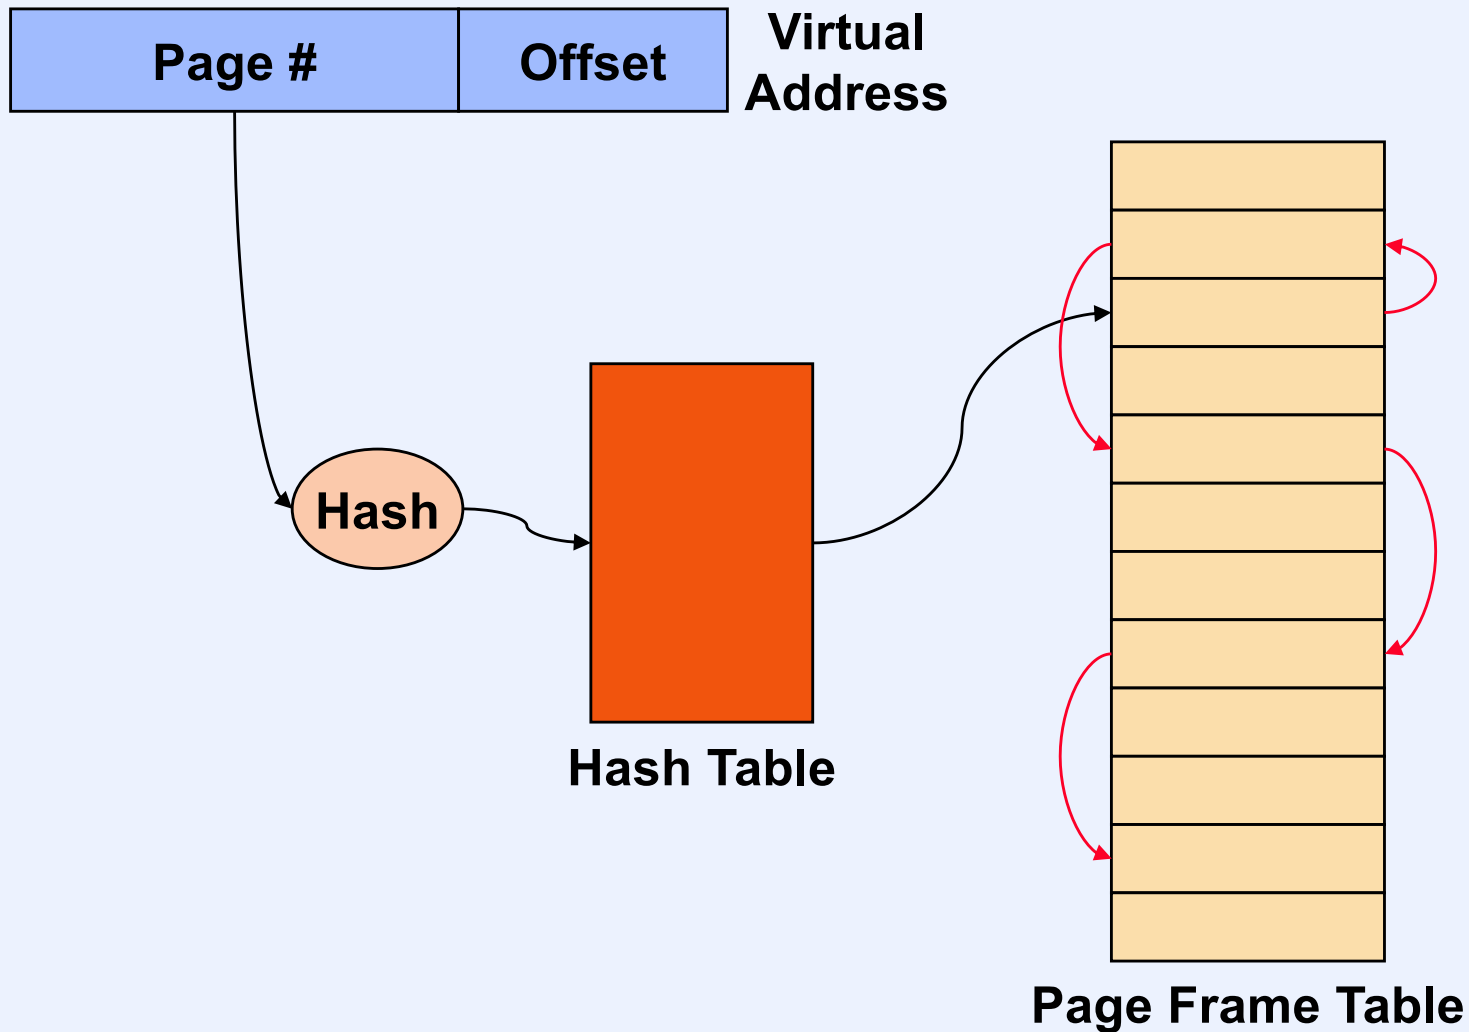 Page #
Offset
Virtual
Address
Hash
Hash Table
Page Frame Table